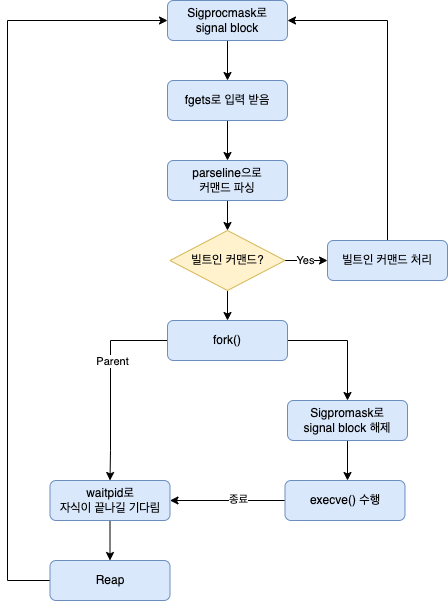 Sigprocmask로
signal block
fgets로 입력 받음
parseline으로
커맨드 파싱
빌트인 커맨드?
Yes
빌트인 커맨드 처리
fork()
Parent
Sigpromask로
signal block 해제
waitpid로
자식이 끝나길 기다림
종료
execve() 수행
Reap